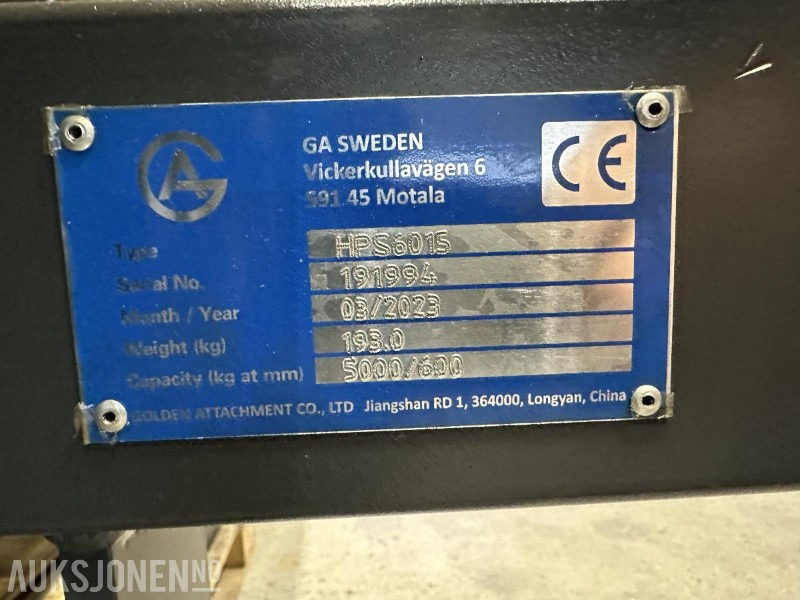 GA SWEDEN
Vickerkullavägen 6
591 45 Motala
CE
Type HPS6015
Serial No. 191994
Month / Year 03/2023
Weight (kg) 193.0
Capacity (kg at mm) 5000/600
GOLDEN ATTACHMENT CO., LTD Jiangshan RD 1, 364000, Longyan, China
AUKSJONEN.NO